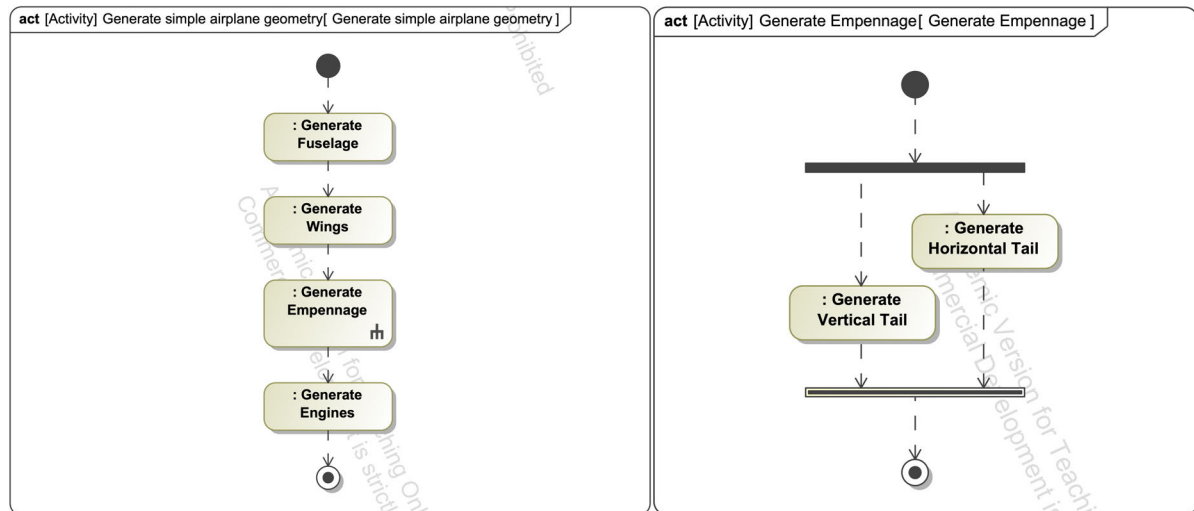 act [Activity] Generate simple airplane geometry[ Generate simple airplane geometry ]
: Generate
Fuselage
: Generate
Wings
: Generate
Empennage
: Generate
Engines
act [Activity] Generate Empennage[ Generate Empennage ]
: Generate
Horizontal Tail
: Generate
Vertical Tail